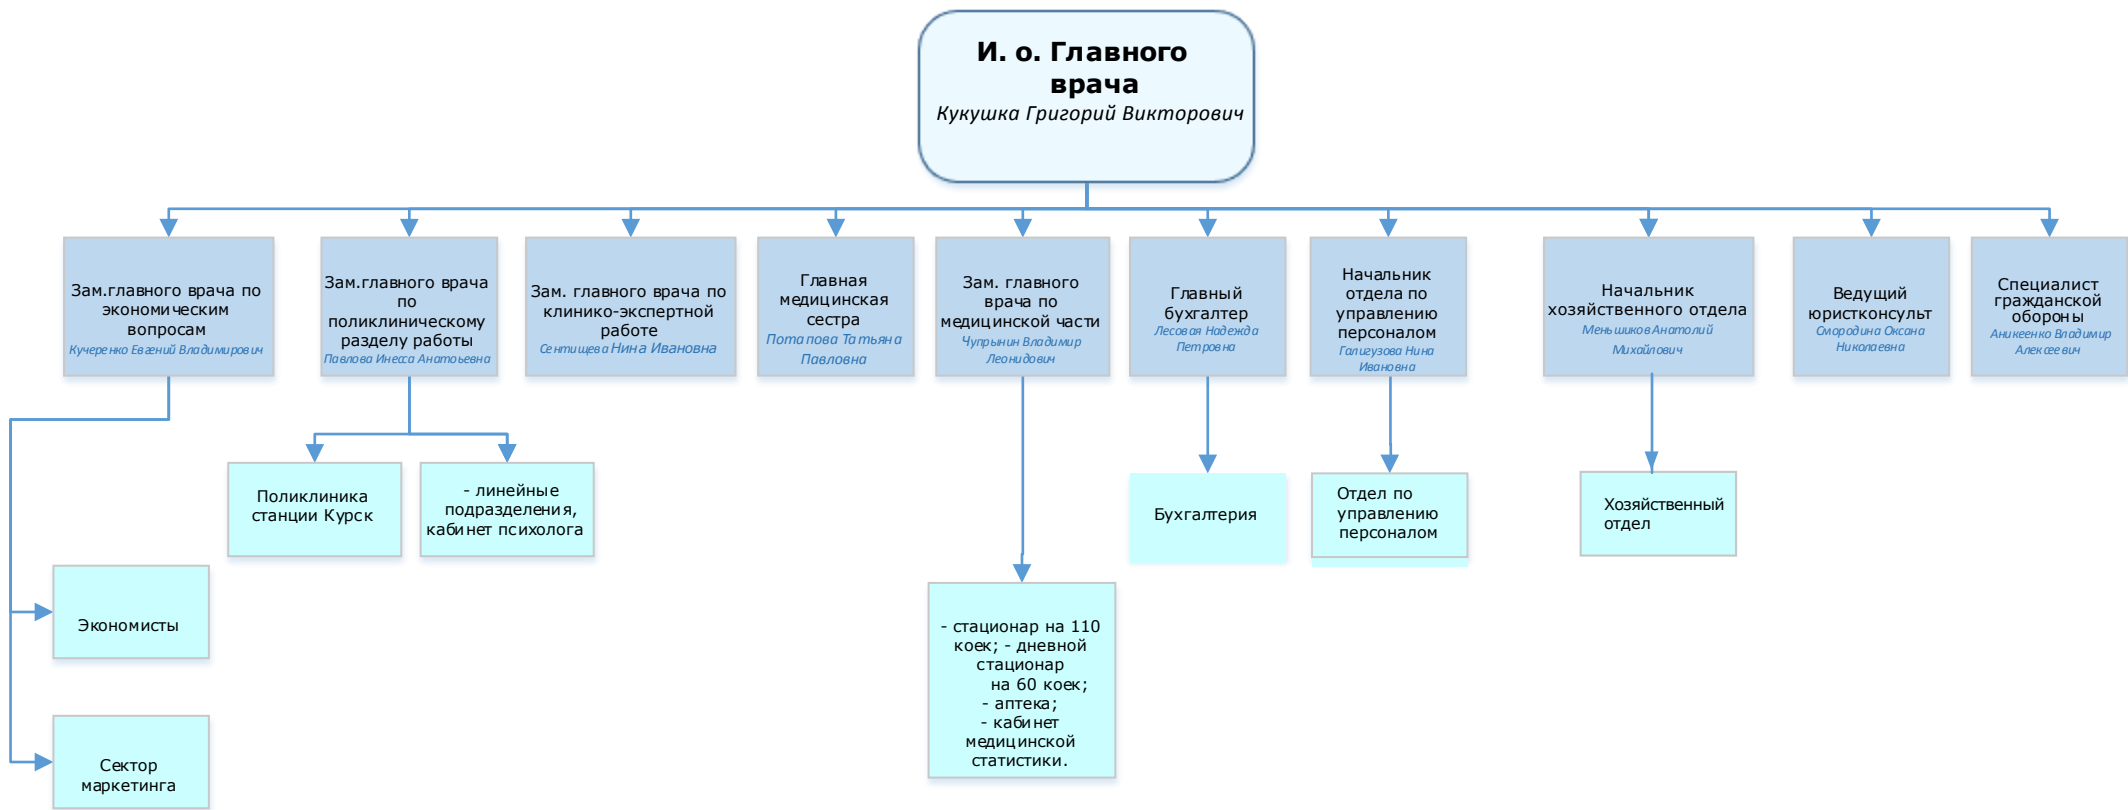 И. о. Главного
врача
Кукушка Григорий Викторович
Зам.главного врача по
экономическим
вопросам
Кучеренко Евгений Владимирович
Зам.главного врача
по
поликлиническому
разделу работы
Павлова Инесса Анатоьевна
Зам. главного врача по
клинико-экспертной
работе
Сентищева Нина Ивановна
Главная
медицинская
сестра
Потапова Татьяна
Павловна
Зам. главного
врача по
медицинской части
Чупрынин Владимир
Леонидович
Главный
бухгалтер
Лесовая Надежда
Петровна
Начальник
отдела по
управлению
персоналом
Галигузова Нина
Ивановна
Начальник
хозяйственного отдела
Меньшиков Анатолий
Михайлович
Ведущий
юристконсульт
Смородина Оксана
Николаевна
Специалист
гражданской
обороны
Аникеенко Владимир
Алексеевич
Поликлиника
станции Курск
- линейные
подразделения,
кабинет психолога
Бухгалтерия
Отдел по
управлению
персоналом
Хозяйственный
отдел
Экономисты
Сектор
маркетинга
- стационар на 110
коек; - дневной
стационар
на 60 коек;
- аптека;
- кабинет
медицинской
статистики.